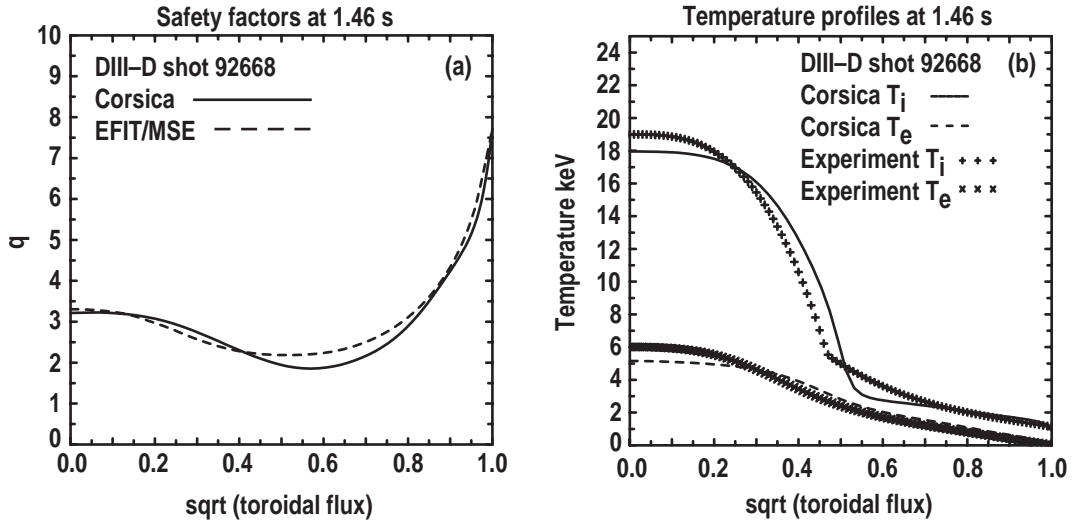 Safety factors at 1.46 s
10
9
8
7
6
5
4
3
2
1
0
q
DIII–D shot 92668
(a)
Corsica
EFIT/MSE
0.0 0.2 0.4 0.6 0.8 1.0
sqrt (toroidal flux)
Temperature profiles at 1.46 s
24
22
20
18
16
14
12
10
8
6
4
2
0
Temperature keV
DIII–D shot 92668
(b)
Corsica Ti
Corsica Te
Experiment Ti
Experiment Te
0.0 0.2 0.4 0.6 0.8 1.0
sqrt (toroidal flux)